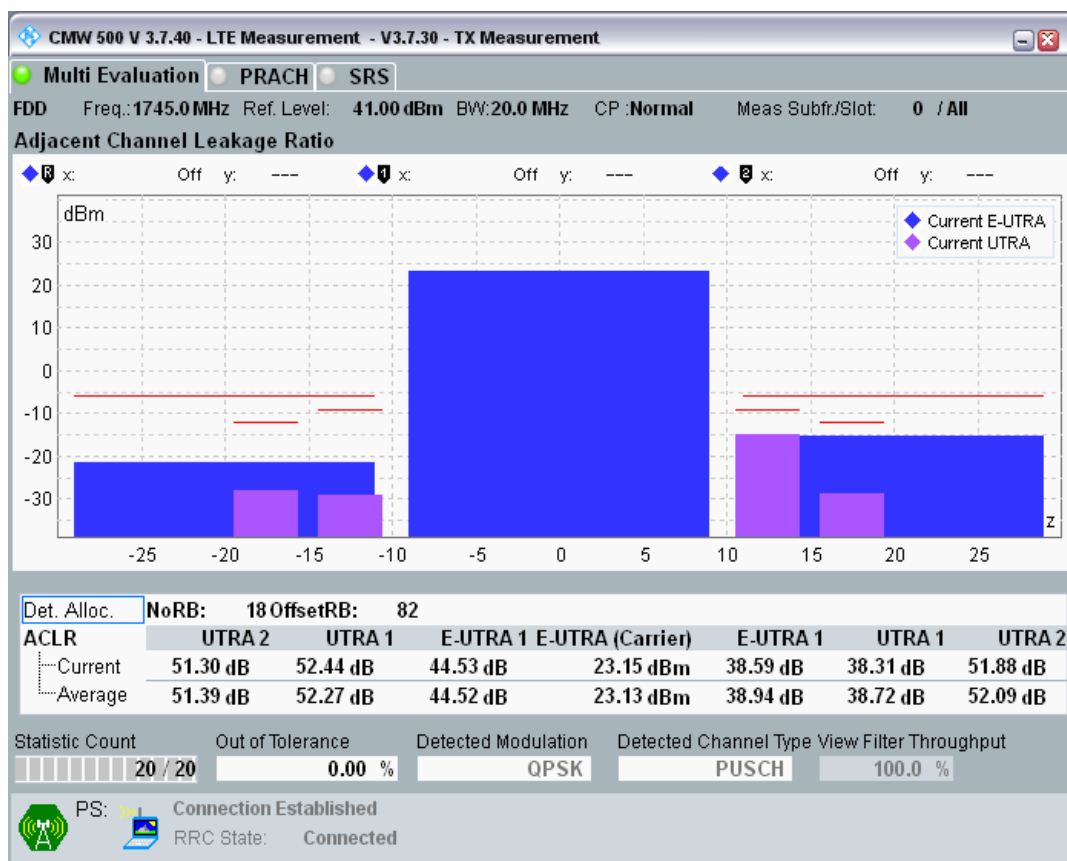 CMW 500 V 3.7.40 - LTE Measurement - V3.7.30 - TX Measurement
Multi Evaluation PRACH SRS
FDD Freq.: 1745.0 MHz Ref. Level: 41.00 dBm BW: 20.0 MHz CP : Normal Meas Subfr./Slot: 0 / All
Adjacent Channel Leakage Ratio
R x: Off y: --- 1 x: Off y: --- 2 x: Off y: ---
dBm
Current E-UTRA
Current UTRA
30
20
10
0
-10
-20
-30
z
-25 -20 -15 -10 -5 0 5 10 15 20 25
Det. Alloc. NoRB: 18 OffsetRB: 82
ACLR UTRA 2 UTRA 1 E-UTRA 1 E-UTRA (Carrier) E-UTRA 1 UTRA 1 UTRA 2
Current 51.30 dB 52.44 dB 44.53 dB 23.15 dBm 38.59 dB 38.31 dB 51.88 dB
Average 51.39 dB 52.27 dB 44.52 dB 23.13 dBm 38.94 dB 38.72 dB 52.09 dB
Statistic Count Out of Tolerance Detected Modulation Detected Channel Type View Filter Throughput
20 / 20 0.00 % QPSK PUSCH 100.0 %
PS: Connection Established
RRC State: Connected